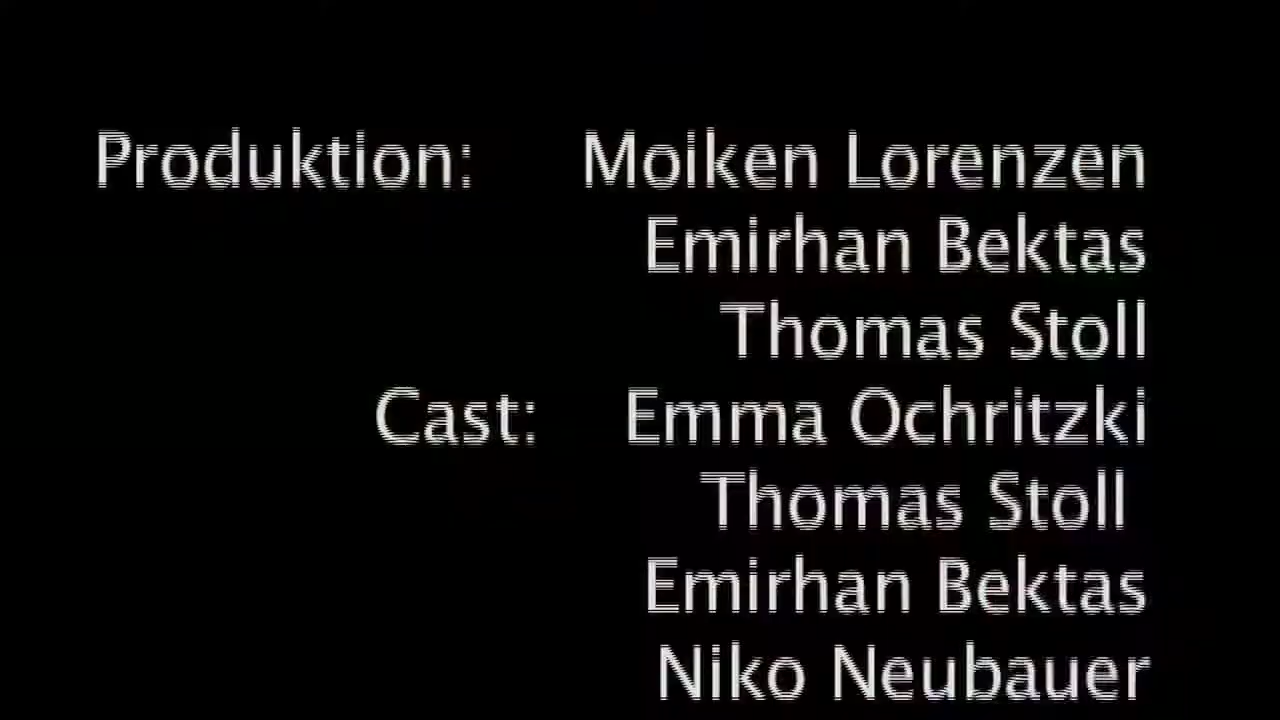 Produktion: Moiken Lorenzen
Emirhan Bektas
Thomas Stoll
Cast: Emma Ochritzki
Thomas Stoll
Emirhan Bektas
Niko Neubauer